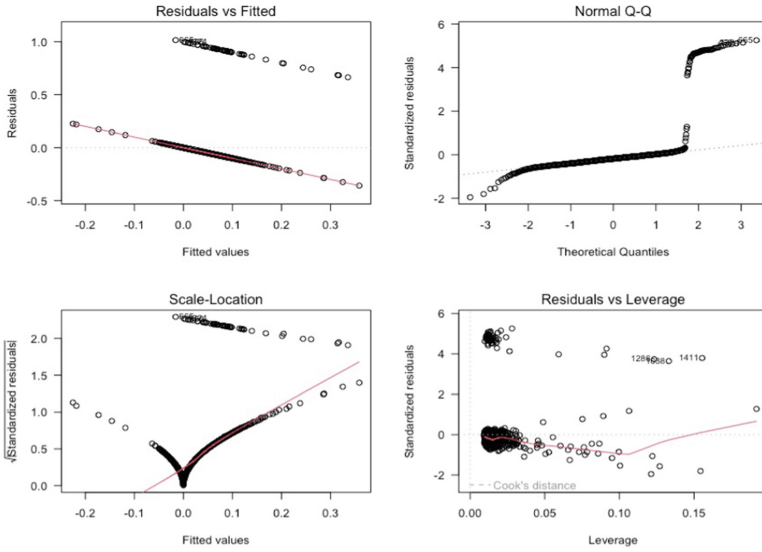 Residuals vs Fitted
Residuals
1.0
0.5
0.0
-0.5
-0.2 -0.1 0.0 0.1 0.2 0.3
Fitted values
Normal Q-Q
Standardized residuals
6
4
2
0
-2
665
-3 -2 -1 0 1 2 3
Theoretical Quantiles
Scale-Location
√|Standardized residuals|
2.0
1.5
1.0
0.5
0.0
-0.2 -0.1 0.0 0.1 0.2 0.3
Fitted values
Residuals vs Leverage
Standardized residuals
6
4
2
0
-2
1411
Cook's distance
0.00 0.05 0.10 0.15
Leverage